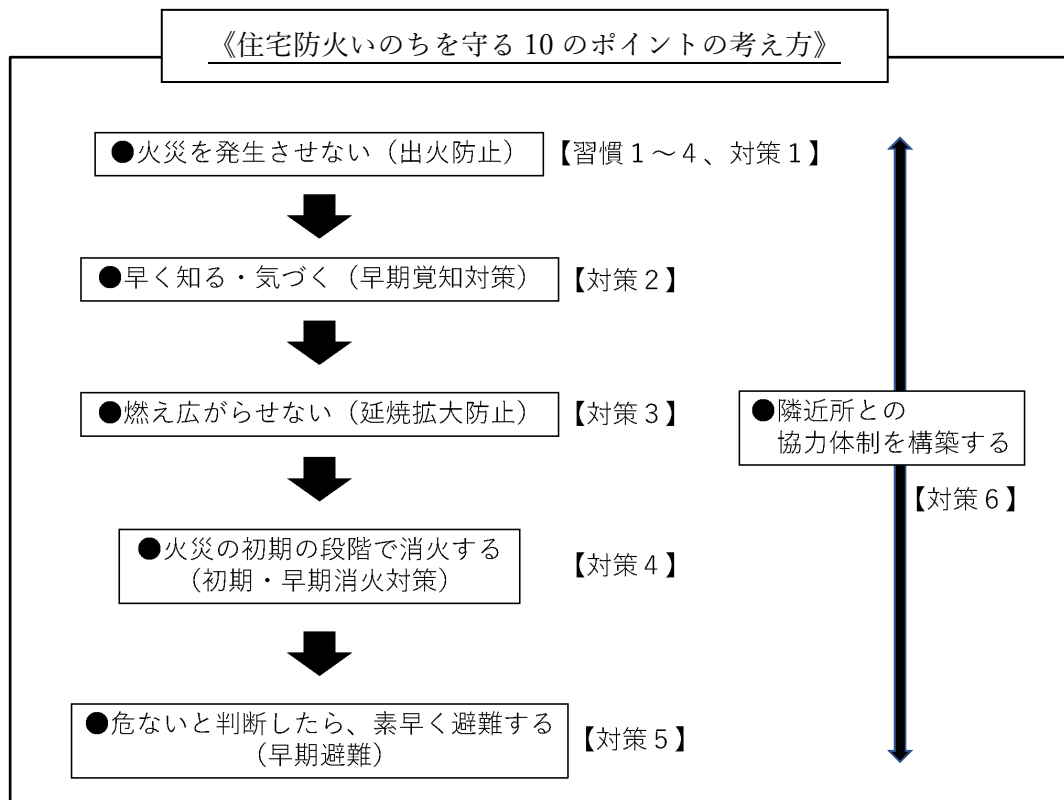 《住宅防火いのちを守る 10 のポイントの考え方》
●火災を発生させない(出火防止)
【習慣1~4、対策1】
●早く知る・気づく(早期覚知対策)
【対策2】
●燃え広がらせない(延焼拡大防止)
【対策3】
●隣近所との
協力体制を構築する
【対策6】
●火災の初期の段階で消火する
(初期・早期消火対策)
【対策4】
●危ないと判断したら、素早く避難する
(早期避難)
【対策5】